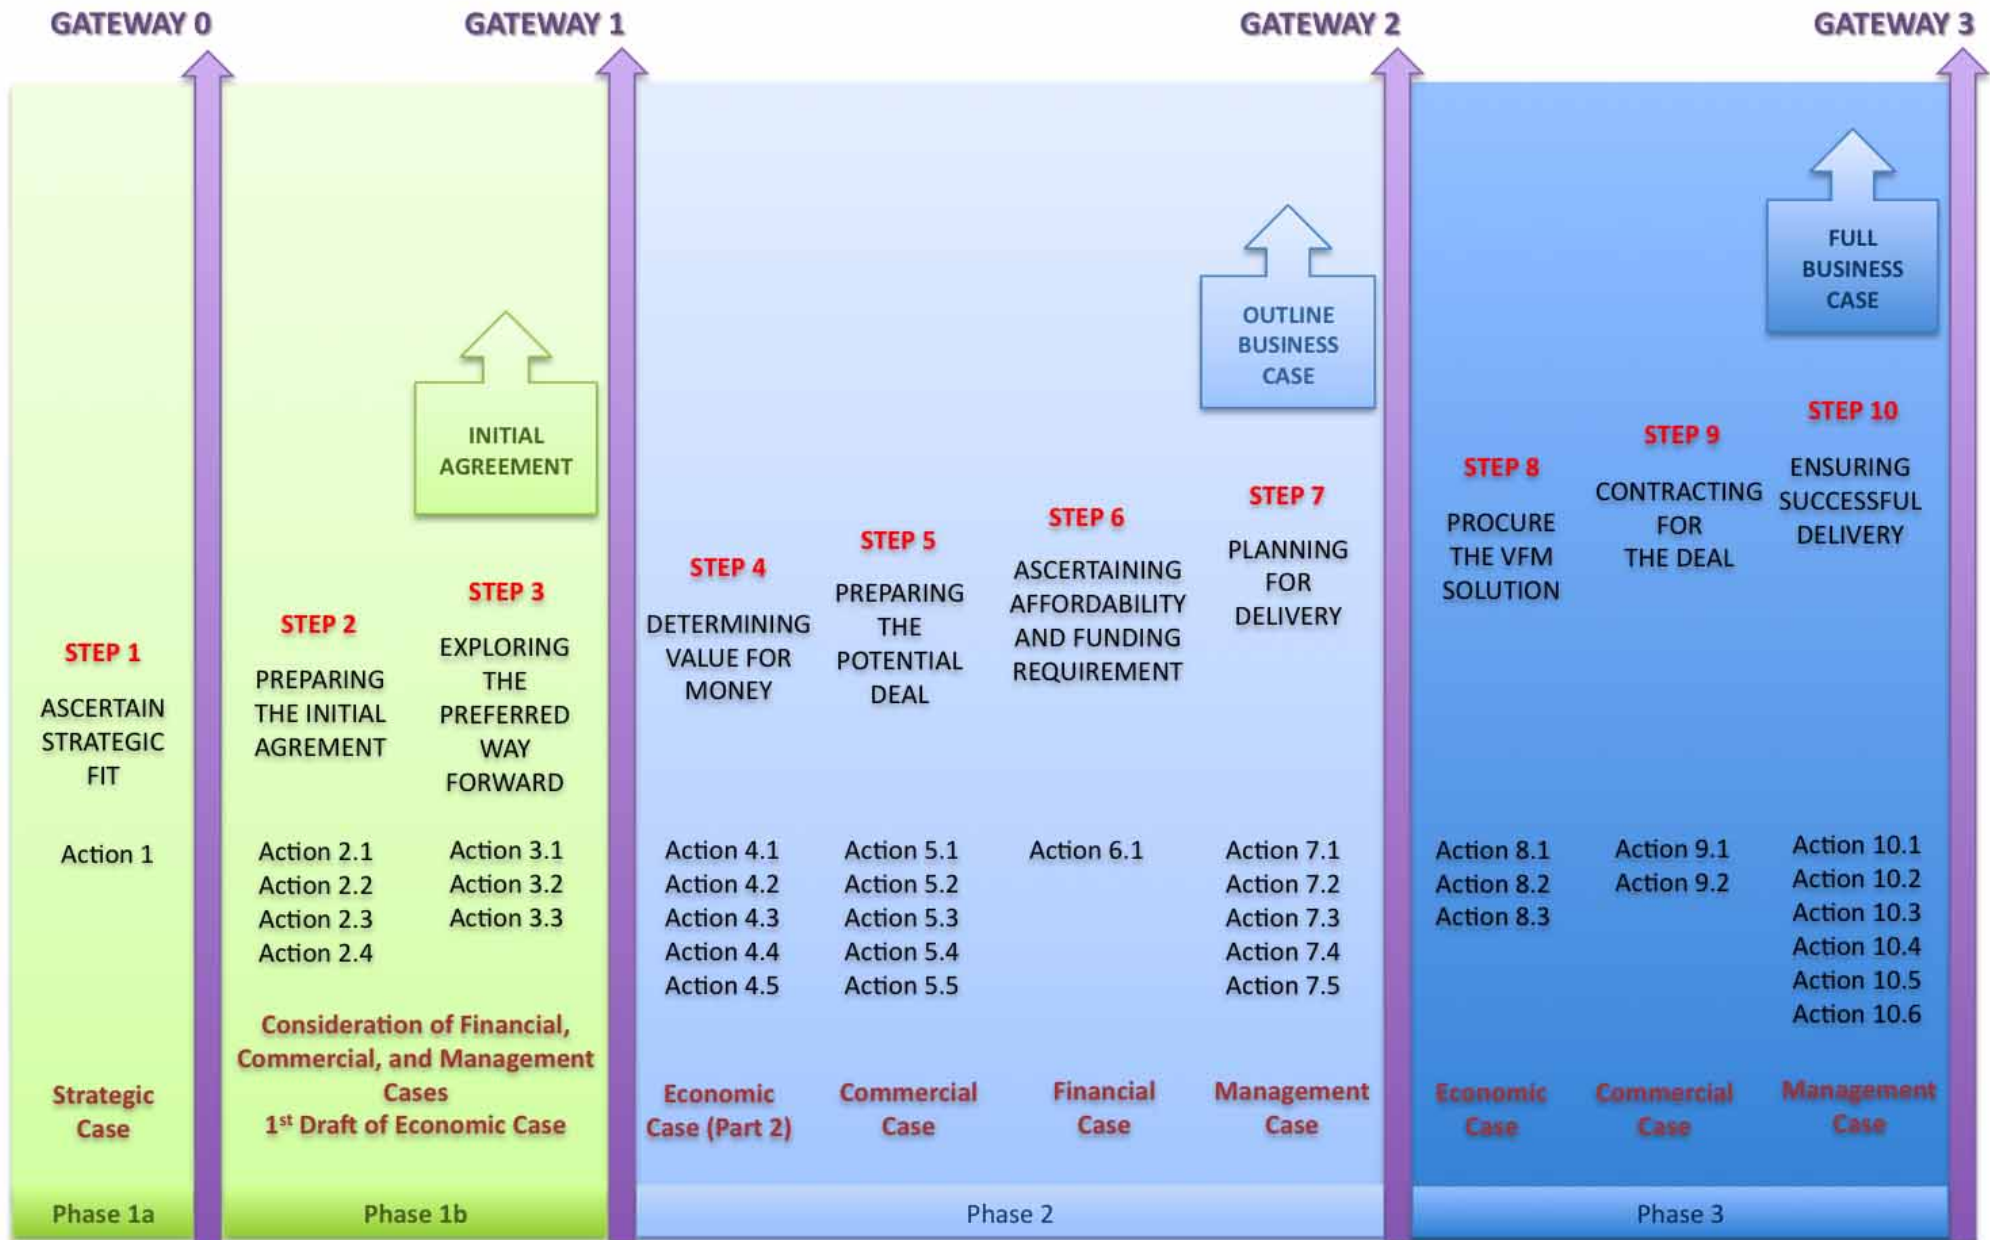 GATEWAY 0
GATEWAY 1
GATEWAY 2
GATEWAY 3
STEP 1
ASCERTAIN
STRATEGIC
FIT
Action 1
Strategic
Case
Phase 1a
STEP 2
PREPARING
THE INITIAL
AGREMENT
Action 2.1
Action 2.2
Action 2.3
Action 2.4
INITIAL
AGREEMENT
STEP 3
EXPLORING
THE
PREFERRED
WAY
FORWARD
Action 3.1
Action 3.2
Action 3.3
Consideration of Financial,
Commercial, and Management
Cases
1st Draft of Economic Case
Phase 1b
STEP 4
DETERMINING
VALUE FOR
MONEY
Action 4.1
Action 4.2
Action 4.3
Action 4.4
Action 4.5
Economic
Case (Part 2)
STEP 5
PREPARING
THE
POTENTIAL
DEAL
Action 5.1
Action 5.2
Action 5.3
Action 5.4
Action 5.5
Commercial
Case
STEP 6
ASCERTAINING
AFFORDABILITY
AND FUNDING
REQUIREMENT
Action 6.1
Financial
Case
OUTLINE
BUSINESS
CASE
STEP 7
PLANNING
FOR
DELIVERY
Action 7.1
Action 7.2
Action 7.3
Action 7.4
Action 7.5
Management
Case
Phase 2
STEP 8
PROCURE
THE VFM
SOLUTION
Action 8.1
Action 8.2
Action 8.3
Economic
Case
STEP 9
CONTRACTING
FOR
THE DEAL
Action 9.1
Action 9.2
Commercial
Case
FULL
BUSINESS
CASE
STEP 10
ENSURING
SUCCESSFUL
DELIVERY
Action 10.1
Action 10.2
Action 10.3
Action 10.4
Action 10.5
Action 10.6
Management
Case
Phase 3